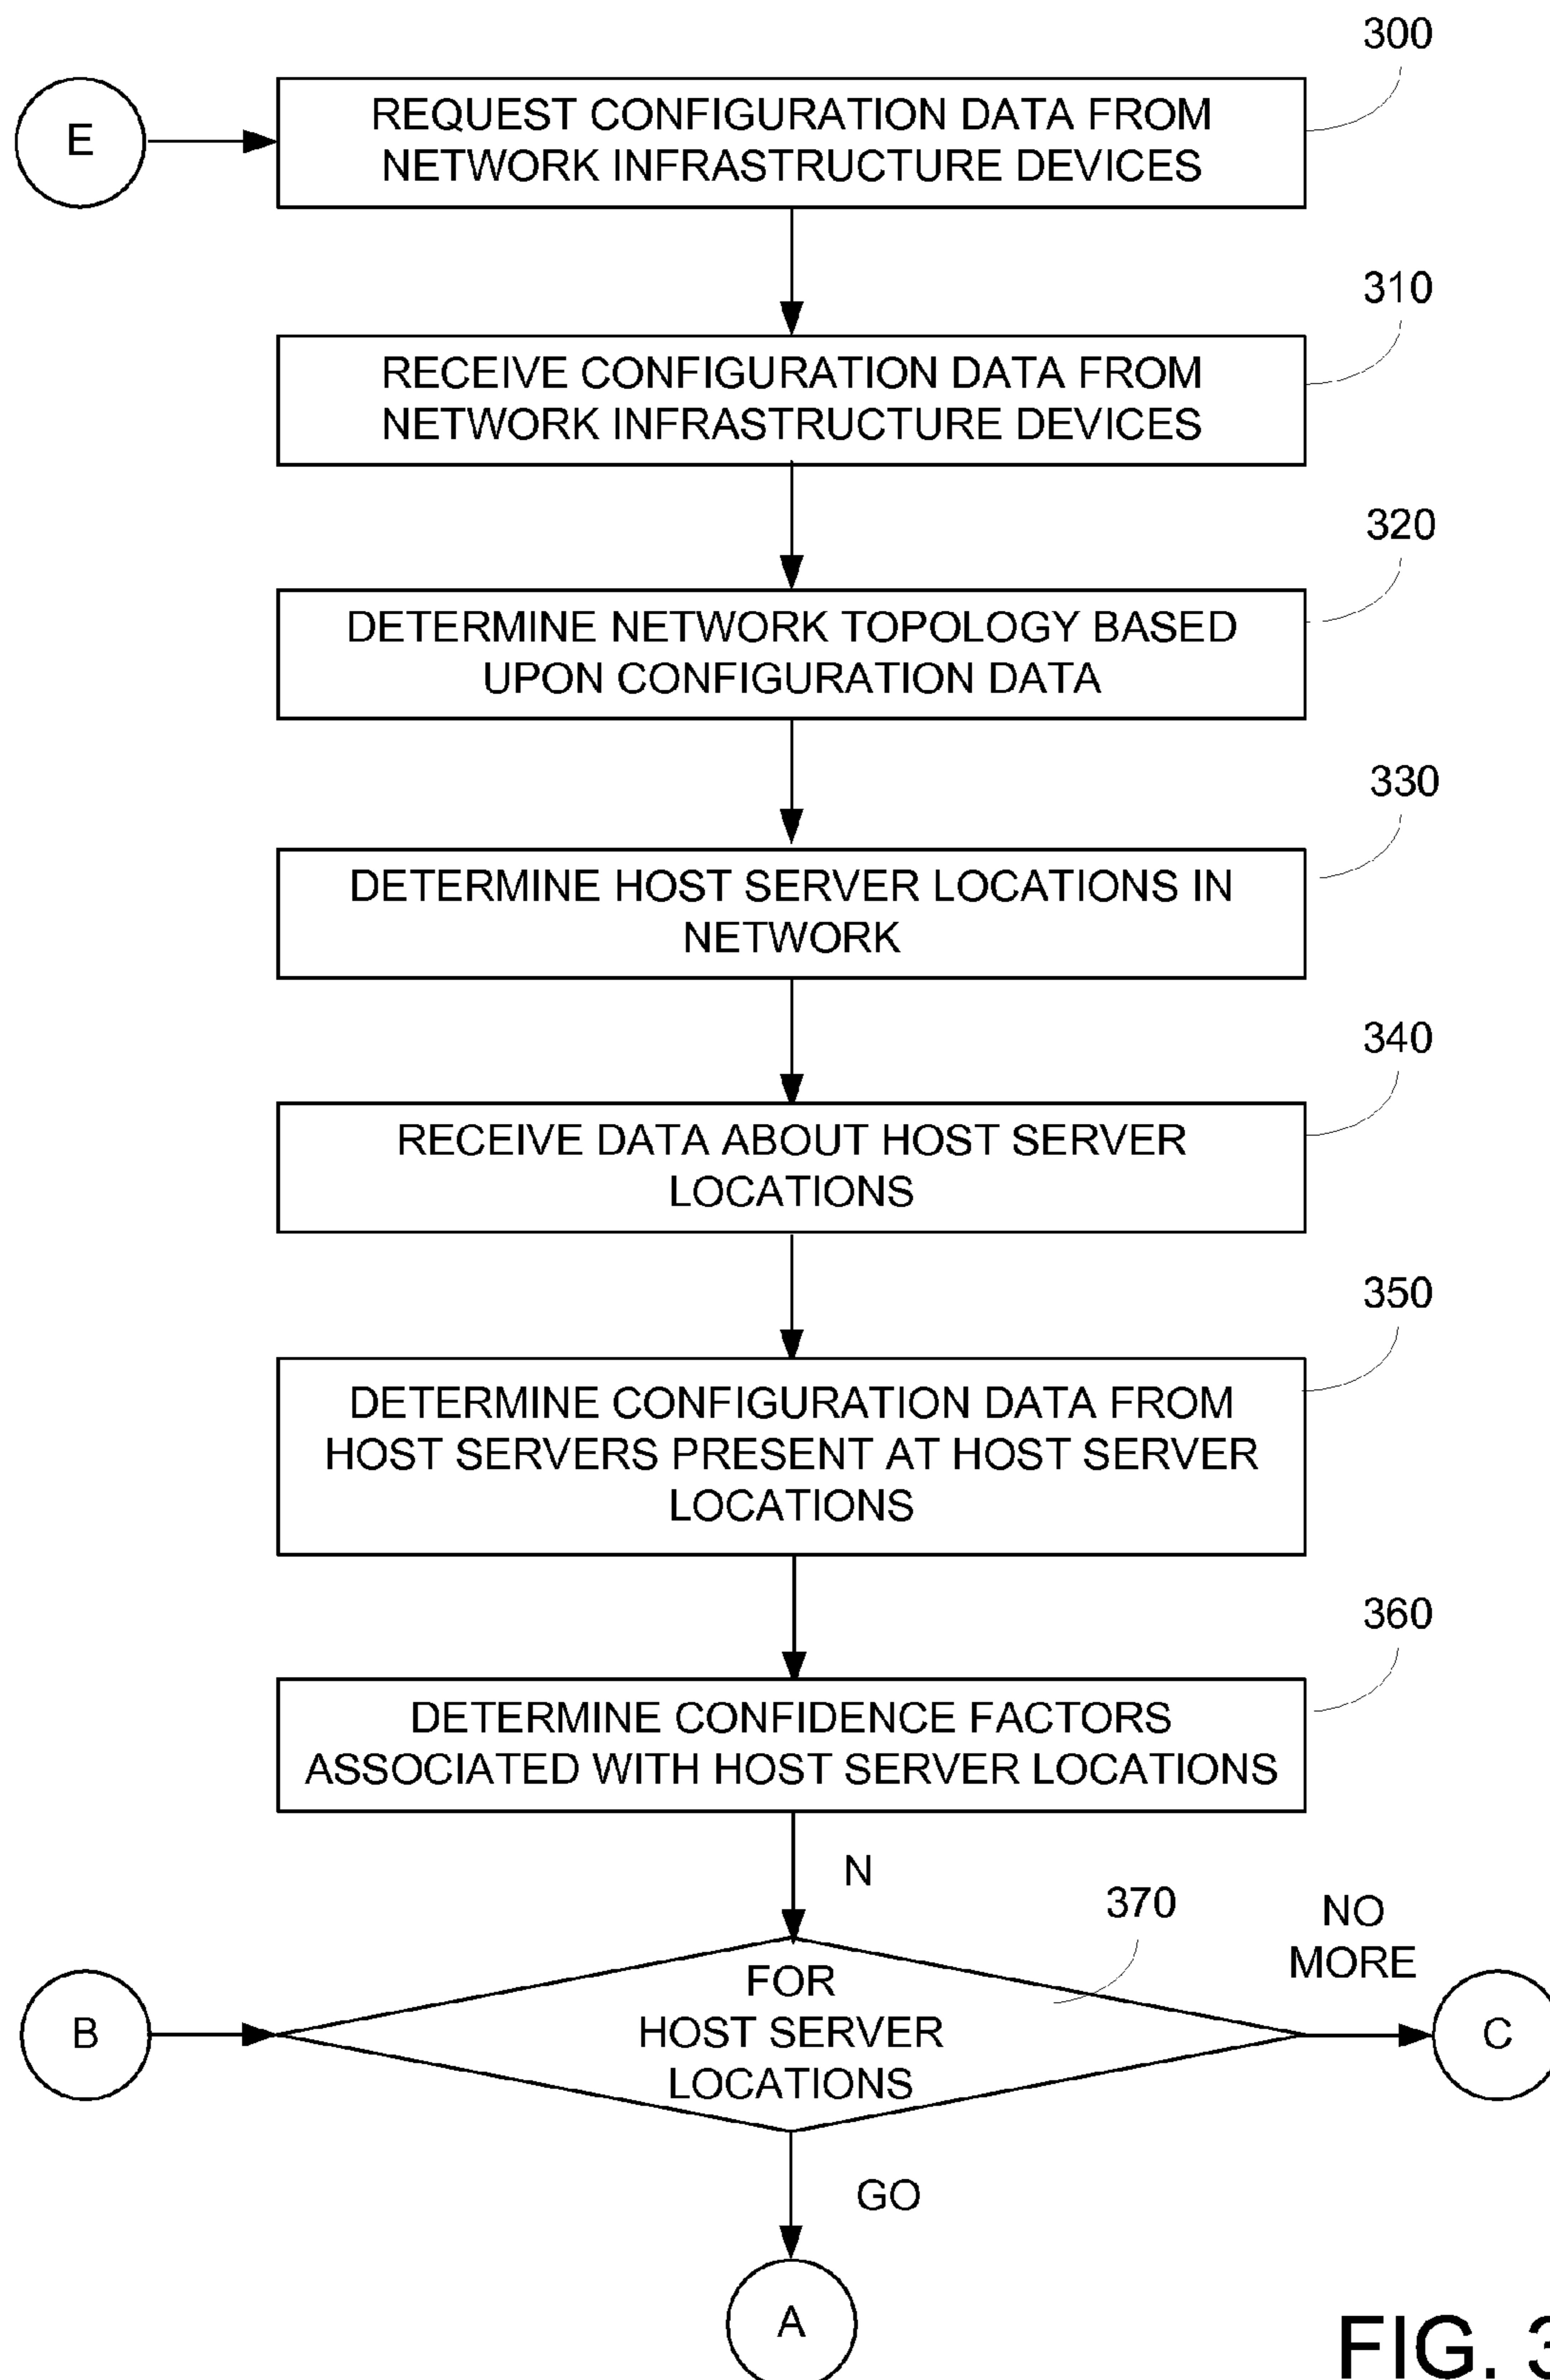 300
E
REQUEST CONFIGURATION DATA FROM
NETWORK INFRASTRUCTURE DEVICES
310
RECEIVE CONFIGURATION DATA FROM
NETWORK INFRASTRUCTURE DEVICES
320
DETERMINE NETWORK TOPOLOGY BASED
UPON CONFIGURATION DATA
330
DETERMINE HOST SERVER LOCATIONS IN
NETWORK
340
RECEIVE DATA ABOUT HOST SERVER
LOCATIONS
350
DETERMINE CONFIGURATION DATA FROM
HOST SERVERS PRESENT AT HOST SERVER
LOCATIONS
360
DETERMINE CONFIDENCE FACTORS
ASSOCIATED WITH HOST SERVER LOCATIONS
N
370
NO
MORE
B
FOR
HOST SERVER
LOCATIONS
C
GO
A
FIG.